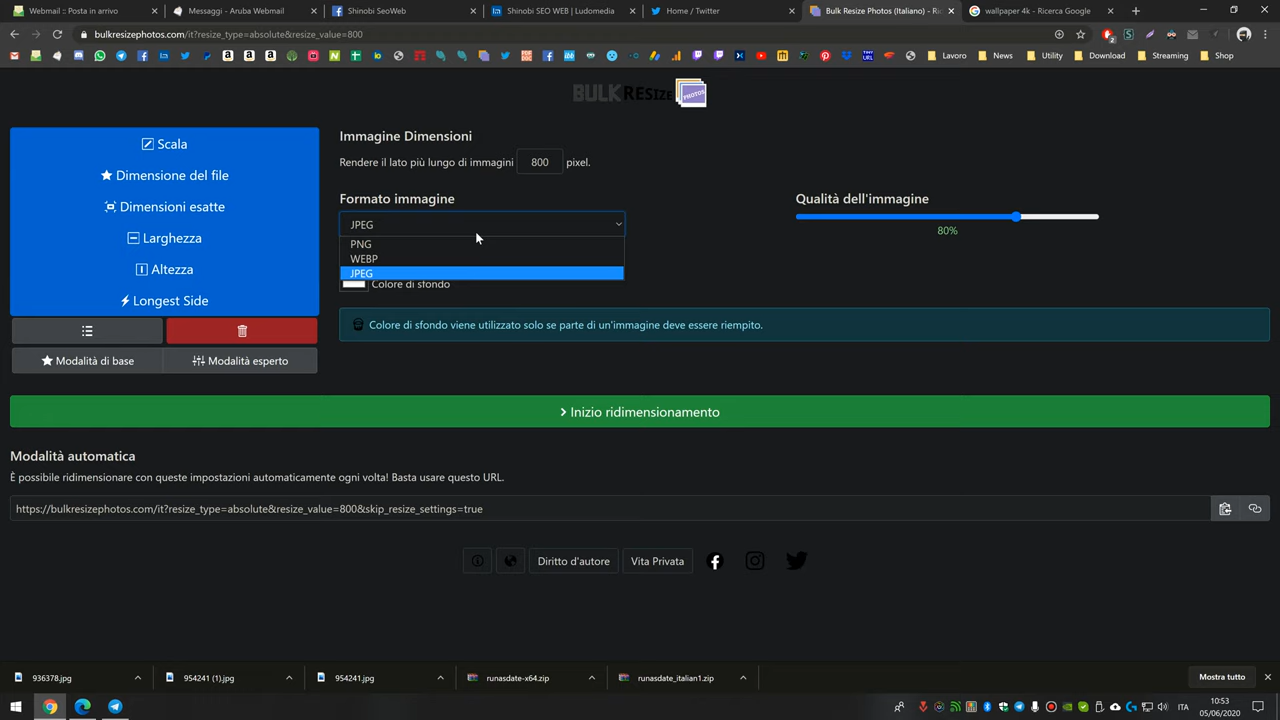 Webmail :: Posta in arrivo
Messaggi - Aruba Webmail
Shinobi SeoWeb
Shinobi SEO WEB | Ludomedia
Home / Twitter
Bulk Resize Photos (Italiano) - Ri
wallpaper 4k - Ricerca Google
bulkresizephotos.com/it?resize_type=absolute&resize_value=800
Lavoro
News
Utility
Download
Streaming
Shop
BULK RESIZE PHOTOS
Scala
Dimensione del file
Dimensioni esatte
Larghezza
Altezza
Longest Side
Modalità di base
Modalità esperto
Immagine Dimensioni
Rendere il lato più lungo di immagini 800 pixel.
Formato immagine
JPEG
PNG
WEBP
JPEG
Colore di sfondo
Qualità dell'immagine
80%
Colore di sfondo viene utilizzato solo se parte di un'immagine deve essere riempito.
Inizio ridimensionamento
Modalità automatica
È possibile ridimensionare con queste impostazioni automaticamente ogni volta! Basta usare questo URL.
https://bulkresizephotos.com/it?resize_type=absolute&resize_value=800&skip_resize_settings=true
Diritto d'autore
Vita Privata
936378.jpg
954241 (1).jpg
954241.jpg
runasdate-x64.zip
runasdate_italian1.zip
Mostra tutto
ITA
10:53
05/06/2020